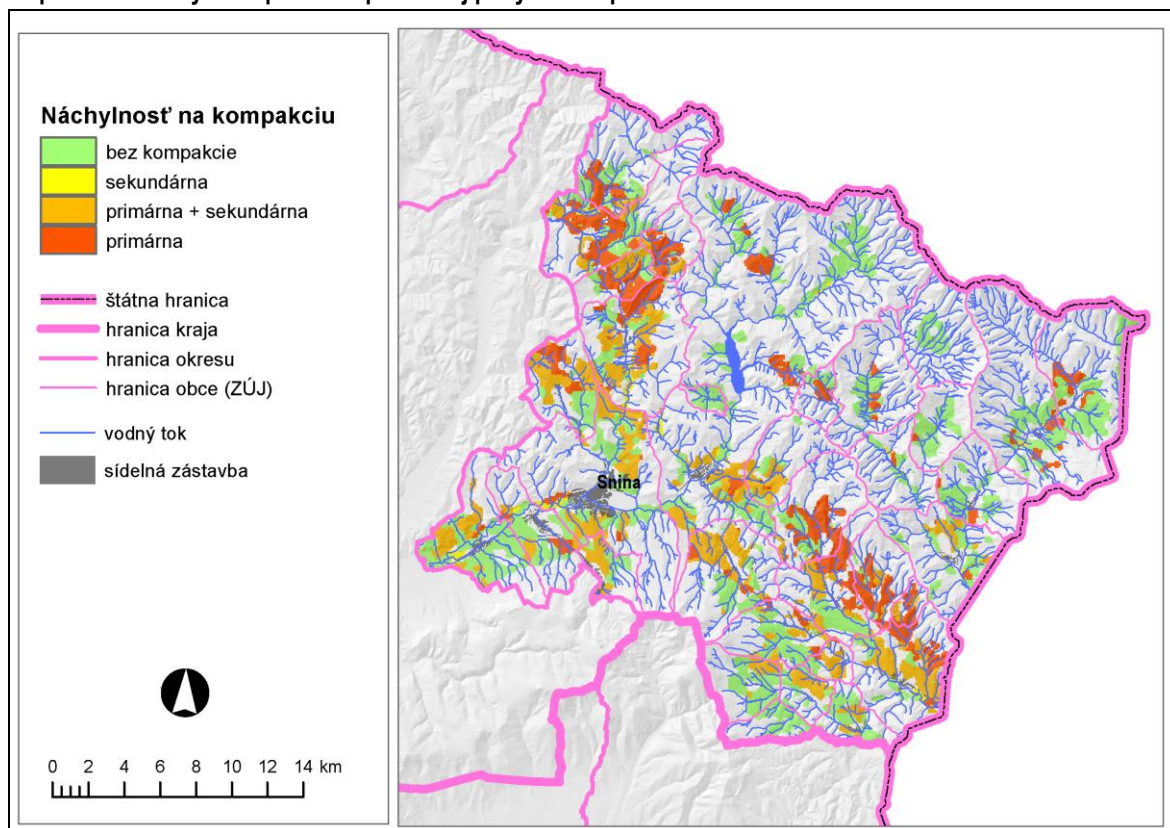 Náchylnosť na kompakciu
bez kompakcie
sekundárna
primárna + sekundárna
primárna
štátna hranica
hranica kraja
hranica okresu
hranica obce (ZÚJ)
vodný tok
sídelná zástavba
0 2 4 6 8 10 12 14 km
Snina